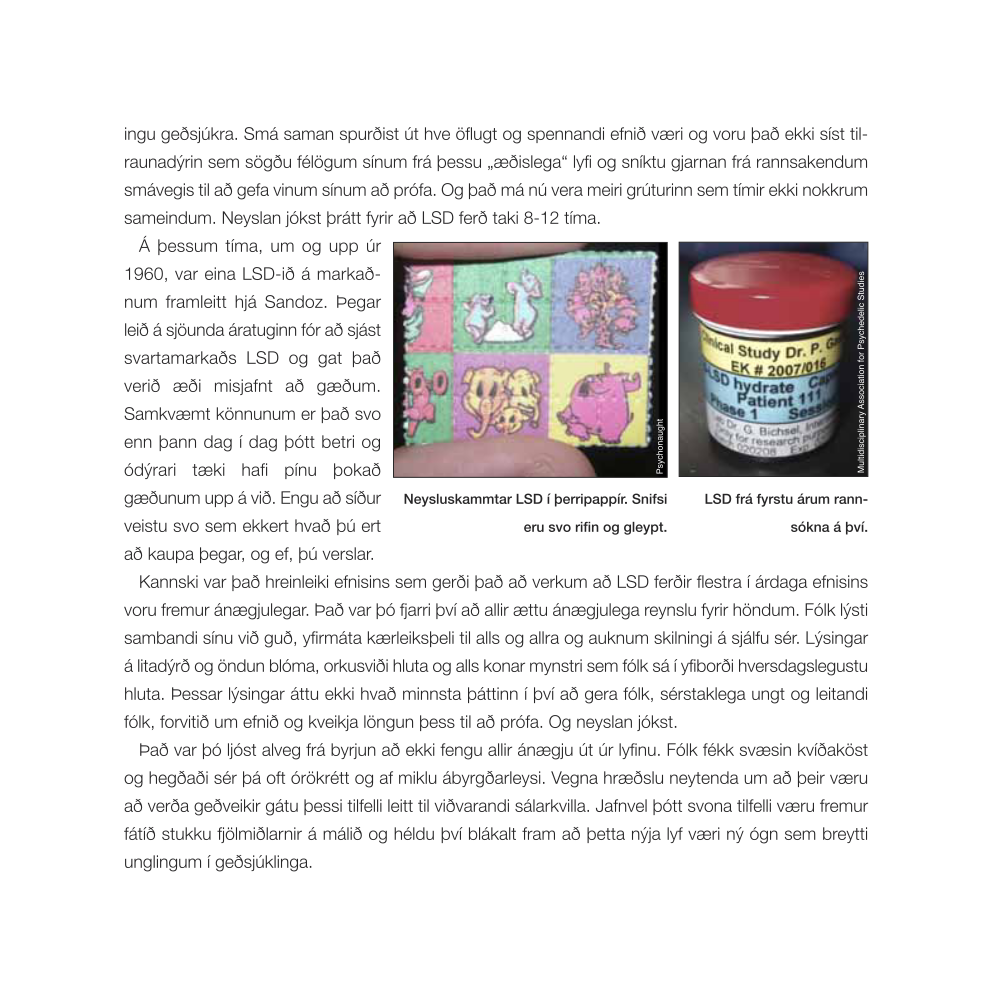 ingu geðsjúkra. Smá saman spurðist út hve öflugt og spennandi efnið væri og voru það ekki síst til-
raunadýrin sem sögðu félögum sínum frá þessu „æðislega“ lyfi og sníktu gjarnan frá rannsakendum
smávegis til að gefa vinum sínum að prófa. Og það má nú vera meiri grúturinn sem tímir ekki nokkrum
sameindum. Neyslan jókst þrátt fyrir að LSD ferð taki 8-12 tíma.
Á þessum tíma, um og upp úr
1960, var eina LSD-ið á markað-
num framleitt hjá Sandoz. Þegar
leið á sjöunda áratuginn fór að sjást
svartamarkaðs LSD og gat það
verið æði misjafnt að gæðum.
Samkvæmt könnunum er það svo
enn þann dag í dag þótt betri og
ódýrari tæki hafi pínu þokað
gæðunum upp á við. Engu að síður
veistu svo sem ekkert hvað þú ert
að kaupa þegar, og ef, þú verslar.
Psychonaught
Neysluskammtar LSD í þerripappír. Snifsi
eru svo rifin og gleypt.
Clinical Study Dr. P.
EK # 2007/016
LSD hydrate
Patient 111
Phase 1
Dr. G. Bichsel,
for research
020208
Multidisciplinary Association for Psychedelic Studies
LSD frá fyrstu árum rann-
sókna á því.
Kannski var það hreinleiki efnisins sem gerði það að verkum að LSD ferðir flestra í árdaga efnisins
voru fremur ánægjulegar. Það var þó fjarri því að allir ættu ánægjulega reynslu fyrir höndum. Fólk lýsti
sambandi sínu við guð, yfirmáta kærleiksþeli til alls og allra og auknum skilningi á sjálfu sér. Lýsingar
á litadýrð og öndun blóma, orkusviði hluta og alls konar mynstri sem fólk sá í yfiborði hversdagslegustu
hluta. Þessar lýsingar áttu ekki hvað minnsta þáttinn í því að gera fólk, sérstaklega ungt og leitandi
fólk, forvitið um efnið og kveikja löngun þess til að prófa. Og neyslan jókst.
Það var þó ljóst alveg frá byrjun að ekki fengu allir ánægju út úr lyfinu. Fólk fékk svæsin kvíðaköst
og hegðaði sér þá oft órökrétt og af miklu ábyrgðarleysi. Vegna hræðslu neytenda um að þeir væru
að verða geðveikir gátu þessi tilfelli leitt til viðvarandi sálarkvilla. Jafnvel þótt svona tilfelli væru fremur
fátíð stukku fjölmiðlarnir á málið og héldu því blákalt fram að þetta nýja lyf væri ný ógn sem breytti
unglingum í geðsjúklinga.